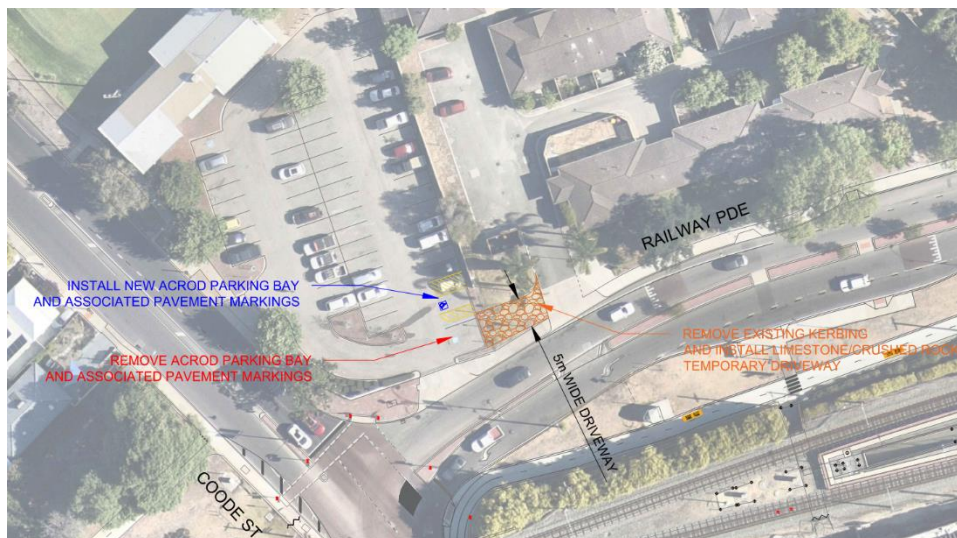 RAILWAY PDE
INSTALL NEW ACROD PARKING BAY
AND ASSOCIATED PAVEMENT MARKINGS
REMOVE EXISTING KERBING
AND INSTALL LIMESTONE/CRUSHED ROCK
TEMPORARY DRIVEWAY
REMOVE ACROD PARKING BAY
AND ASSOCIATED PAVEMENT MARKINGS
5m WIDE DRIVEWAY
COODE ST